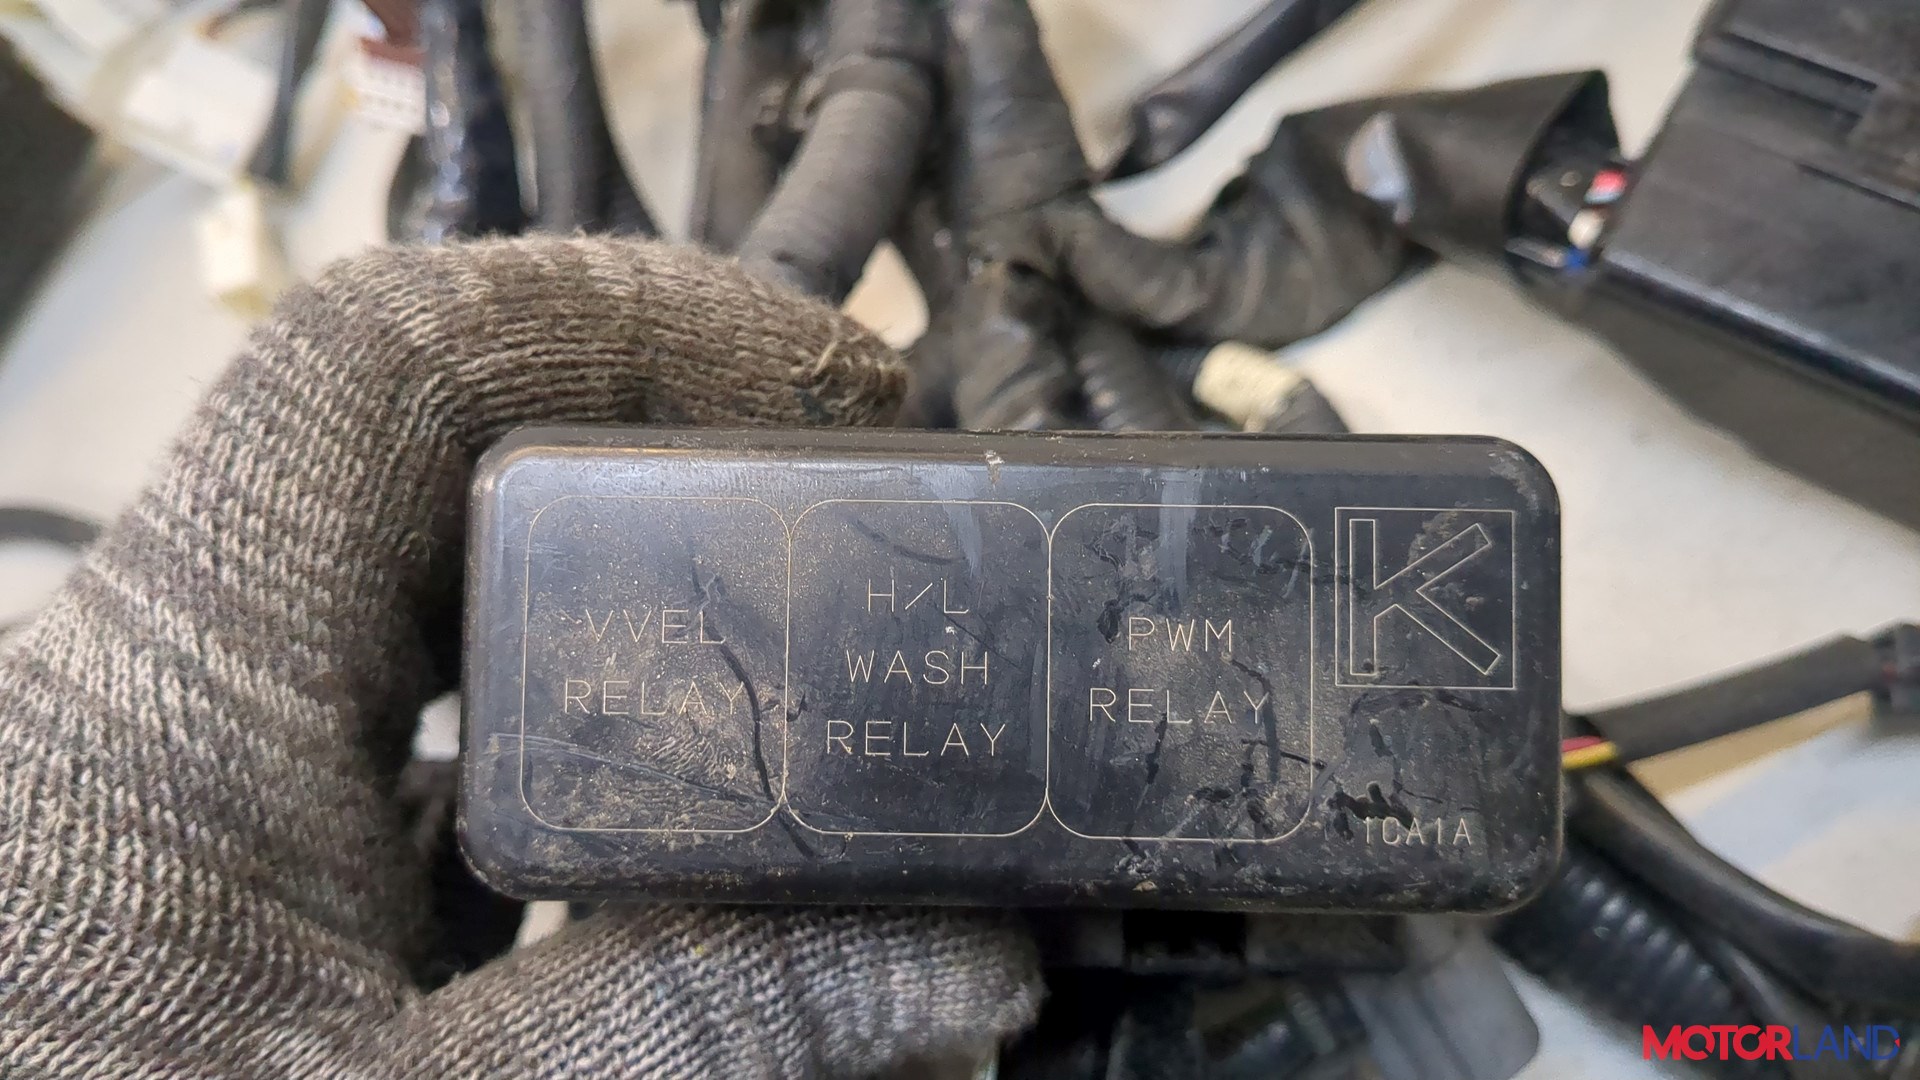 VVEL
RELAY
H/L
WASH
RELAY
PWM
RELAY
K
1CA1A
MOTORLAND